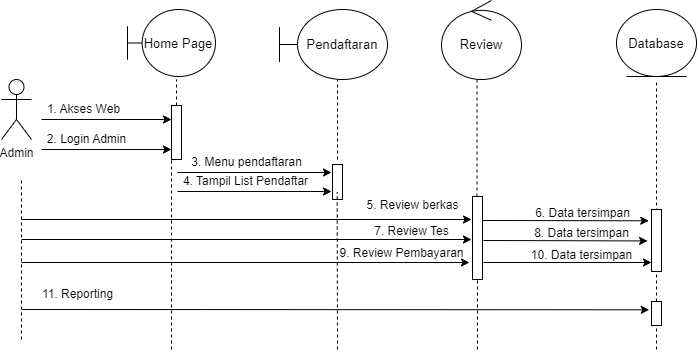 Home Page
Pendaftaran
Review
Database
Admin
1. Akses Web
2. Login Admin
3. Menu pendaftaran
4. Tampil List Pendaftar
5. Review berkas
6. Data tersimpan
7. Review Tes
8. Data tersimpan
9. Review Pembayaran
10. Data tersimpan
11. Reporting